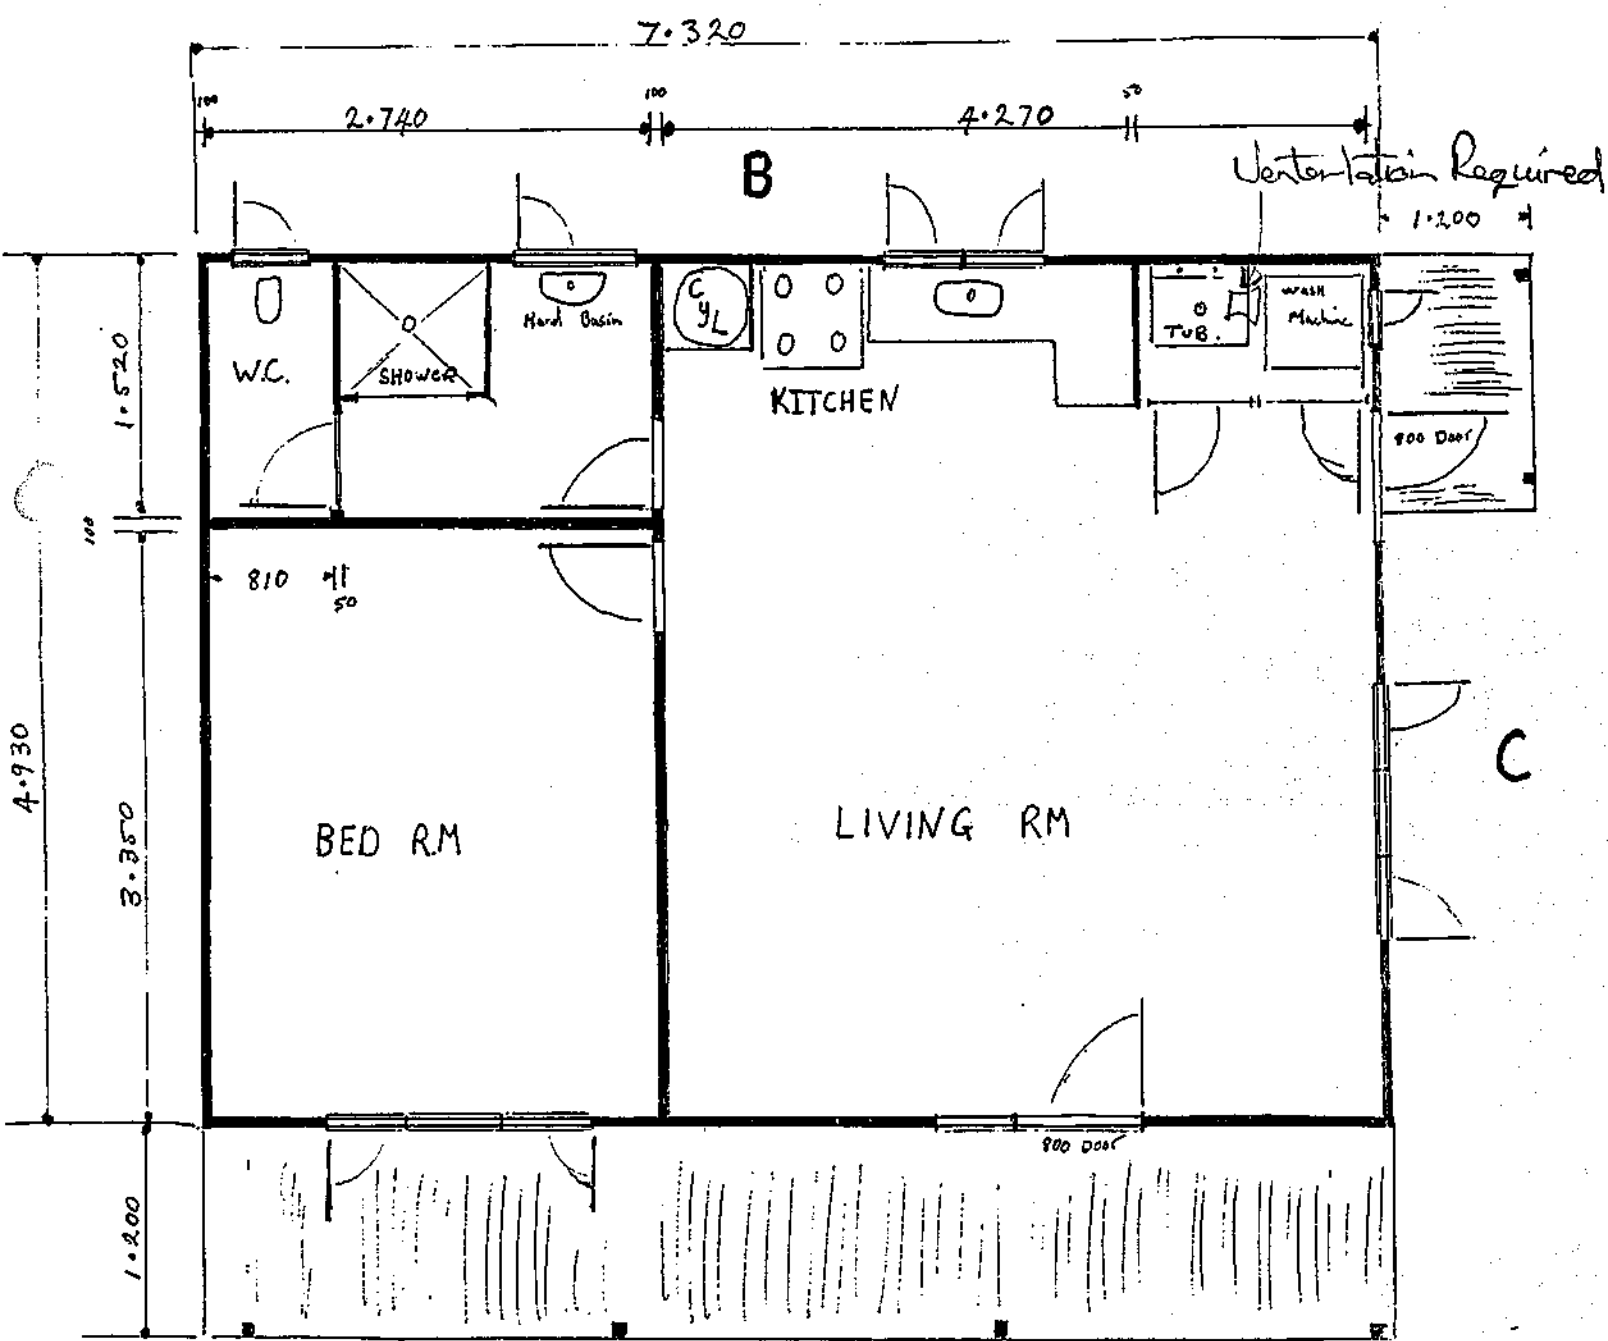 7.320
100
2.740
100
4.270
50
B
Ventertation Required
1.200
W.C.
SHOWER
Hand Basin
CYL
KITCHEN
TUB.
Wash
Machine
800 Door
1.520
100
810
50
4.930
3.350
BED RM
LIVING RM
C
800 Door
1.200